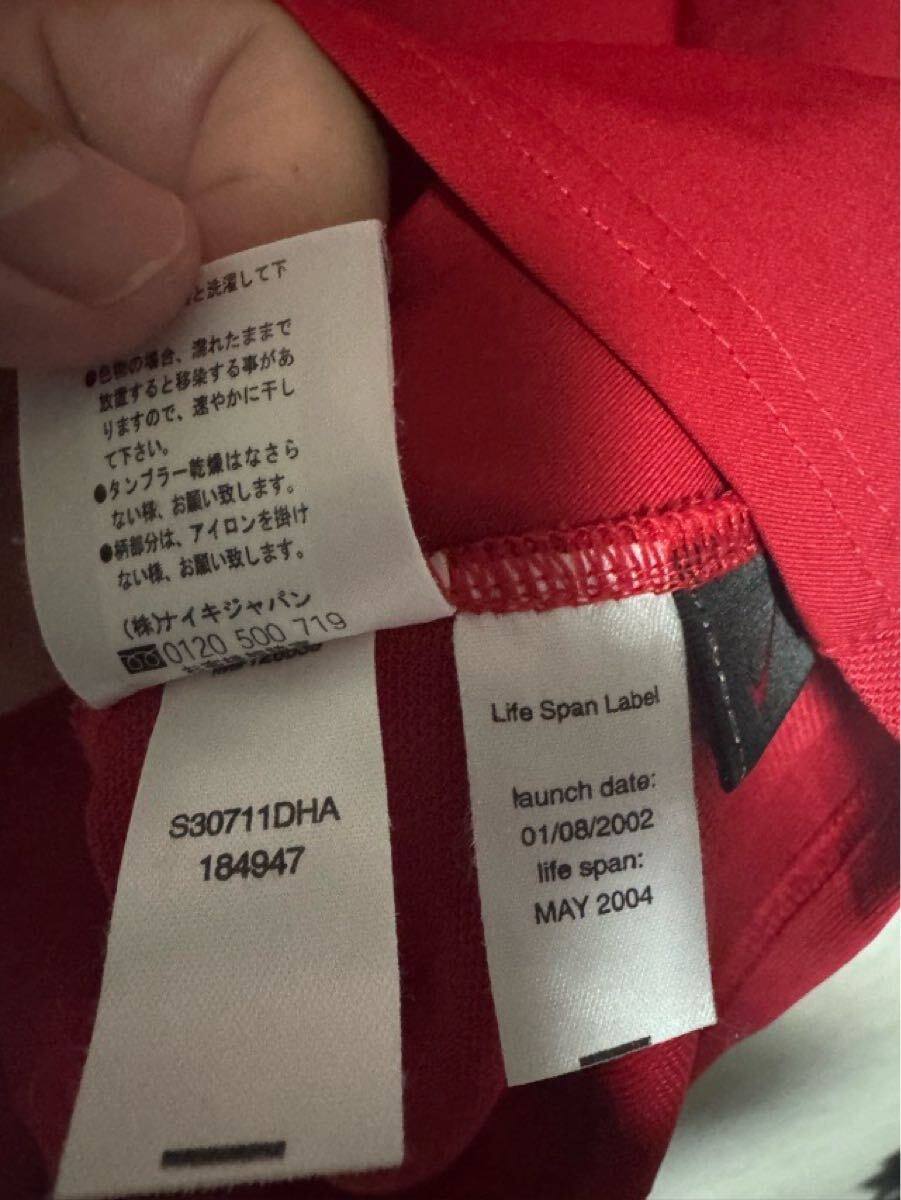 と洗濯して下
●色物の場合、濡れたままで
放置すると移染する事があ
りますので、速やかに干し
て下さい。
●タンブラー乾燥はなさら
ない様、お願い致します。
●柄部分は、アイロンを掛け
ない様、お願い致します。
(株)ナイキジャパン
0120 500 719
S30711DHA
184947
Life Span Label
launch date:
01/08/2002
life span:
MAY 2004